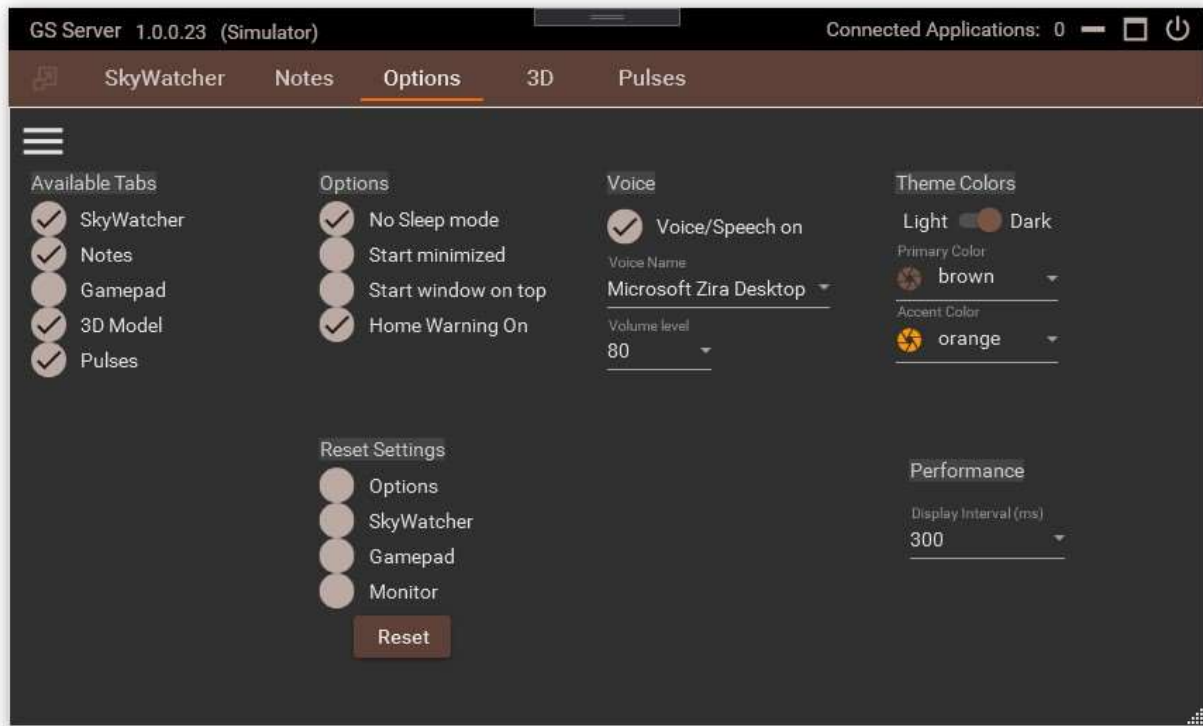 GS Server 1.0.0.23 (Simulator) Connected Applications: 0
SkyWatcher Notes Options 3D Pulses
Available Tabs
SkyWatcher
Notes
Gamepad
3D Model
Pulses
Options
No Sleep mode
Start minimized
Start window on top
Home Warning On
Voice
Voice/Speech on
Voice Name
Microsoft Zira Desktop
Volume level
80
Theme Colors
Light Dark
Primary Color
brown
Accent Color
orange
Reset Settings
Options
SkyWatcher
Gamepad
Monitor
Reset
Performance
Display Interval (ms)
300